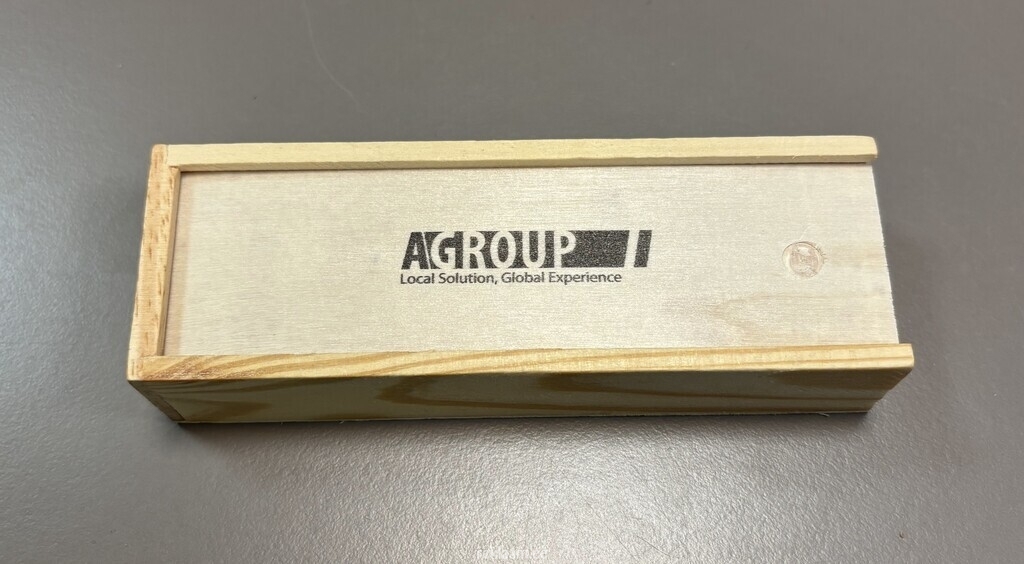 AGROUP
Local Solution, Global Experience